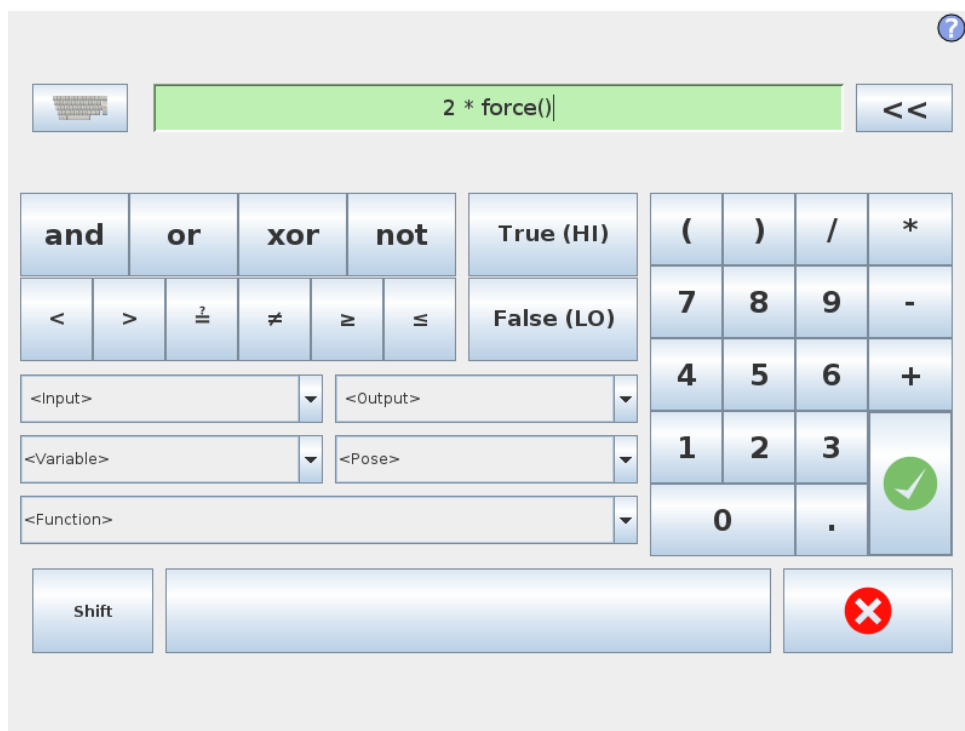 ?
2 * force()
<<
and or xor not True (HI) ( ) / *
< > ≟ ≠ ≥ ≤ False (LO) 7 8 9 -
<Input> <Output> 4 5 6 +
<Variable> <Pose> 1 2 3
<Function> 0 .
Shift